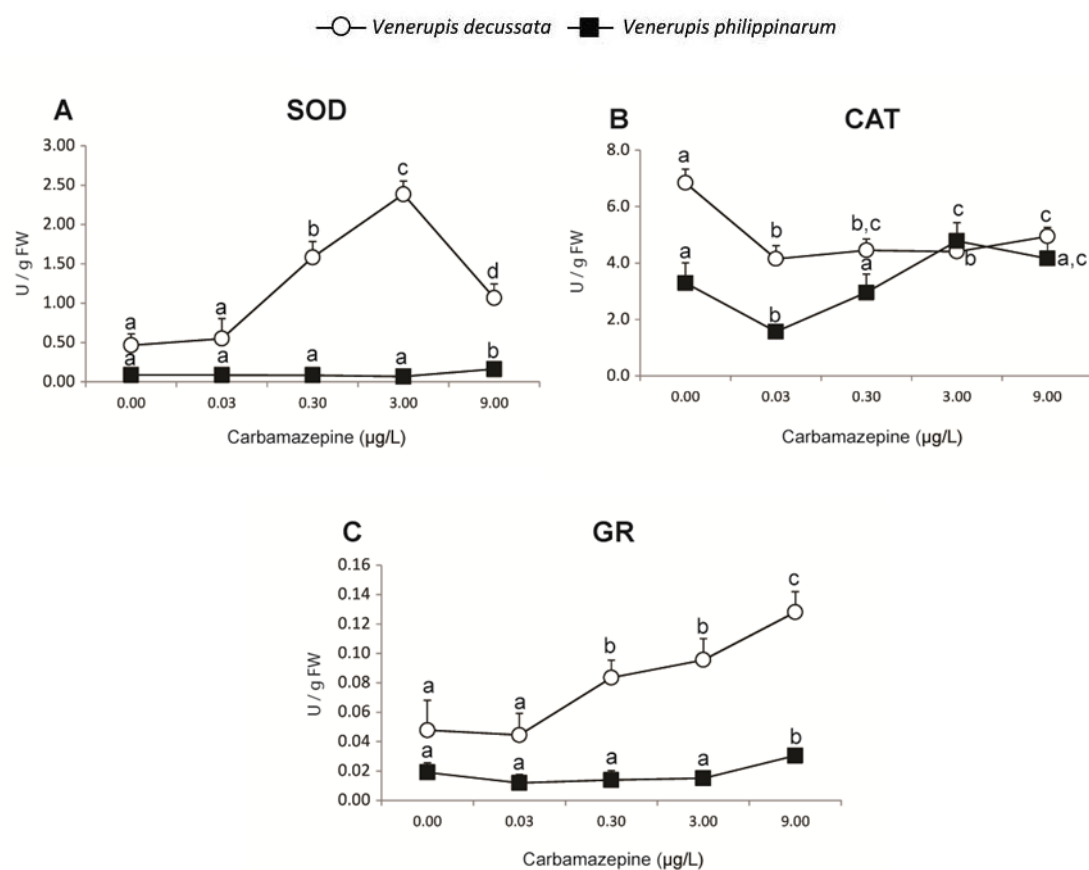 Venerupis decussata Venerupis philippinarum
A SOD
3.00
2.50
2.00
1.50
1.00
0.50
0.00
U / g FW
a a b c d
a a a a b
0.00 0.03 0.30 3.00 9.00
Carbamazepine (µg/L)
B CAT
8.0
6.0
4.0
2.0
0.0
U / g FW
a b b,c b c
a b a c a,c
0.00 0.03 0.30 3.00 9.00
Carbamazepine (µg/L)
C GR
0.16
0.14
0.12
0.10
0.08
0.06
0.04
0.02
0.00
U / g FW
a a b b c
a a a a b
0.00 0.03 0.30 3.00 9.00
Carbamazepine (µg/L)